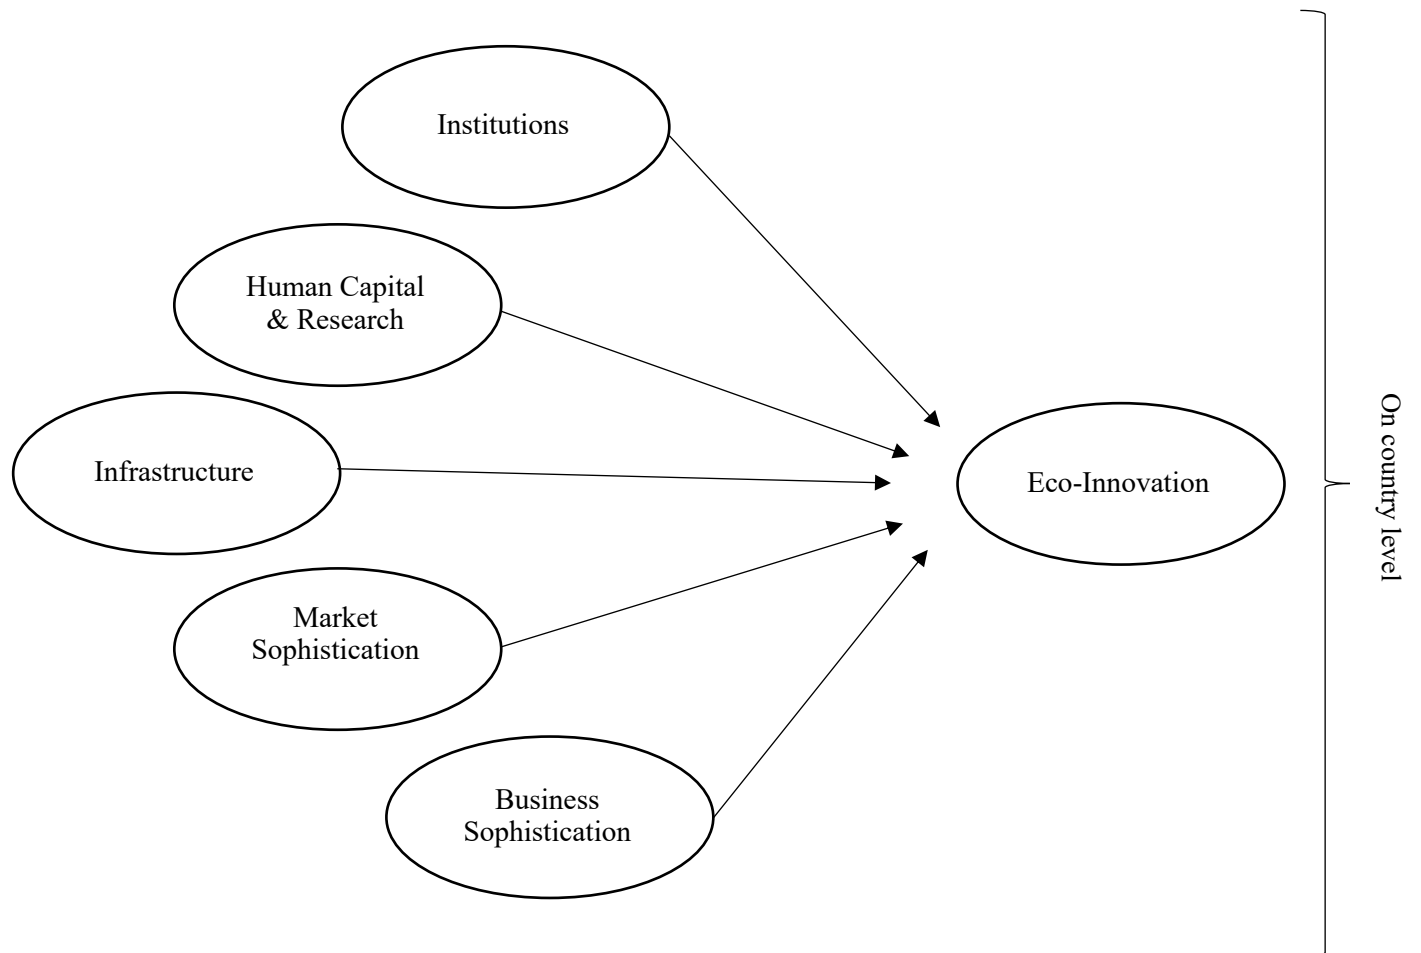 Institutions
Human Capital
& Research
Infrastructure
Market
Sophistication
Business
Sophistication
Eco-Innovation
On country level